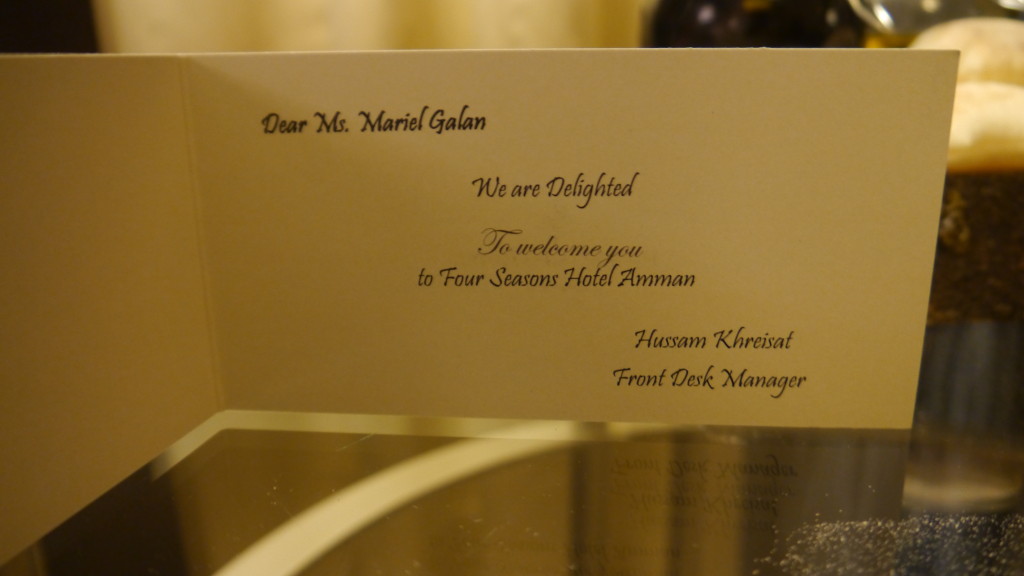 Dear Ms. Mariel Galan
We are Delighted
To welcome you
to Four Seasons Hotel Amman
Hussam Khreisat
Front Desk Manager